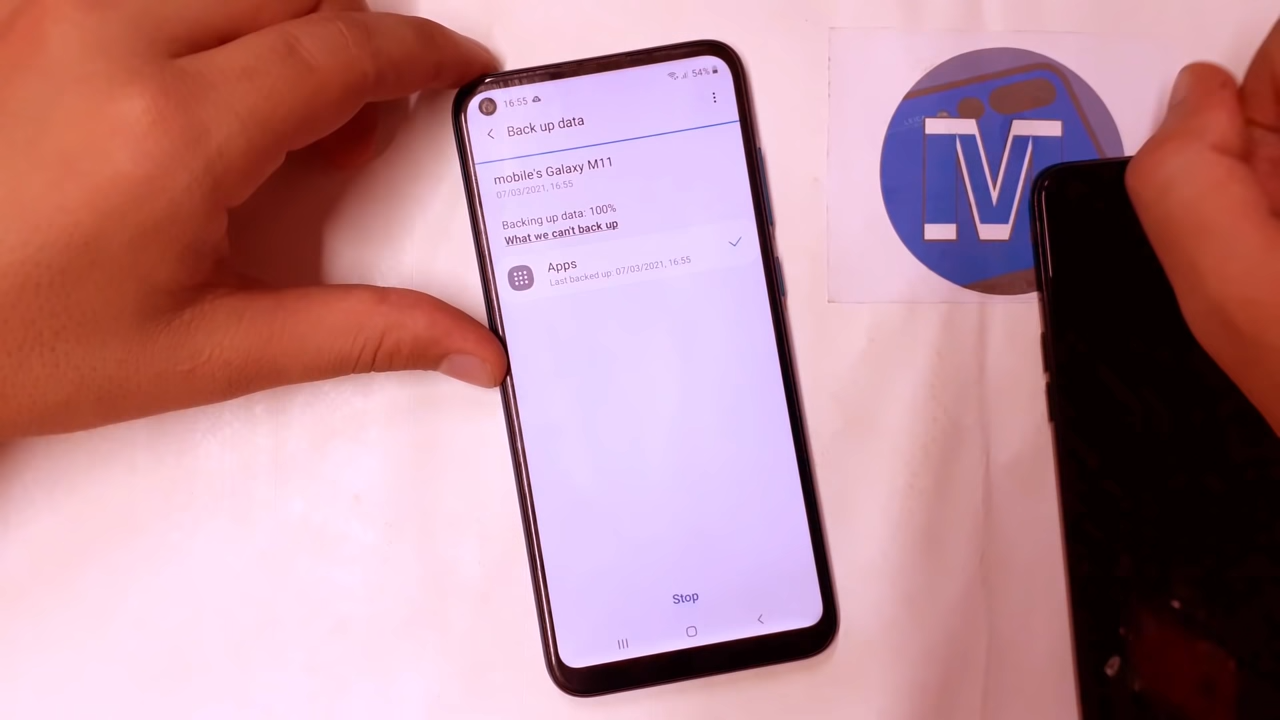 16:55
54%
Back up data
mobile's Galaxy M11
07/03/2021, 16:55
Backing up data: 100%
What we can't back up
Apps
Last backed up: 07/03/2021, 16:55
Stop
M